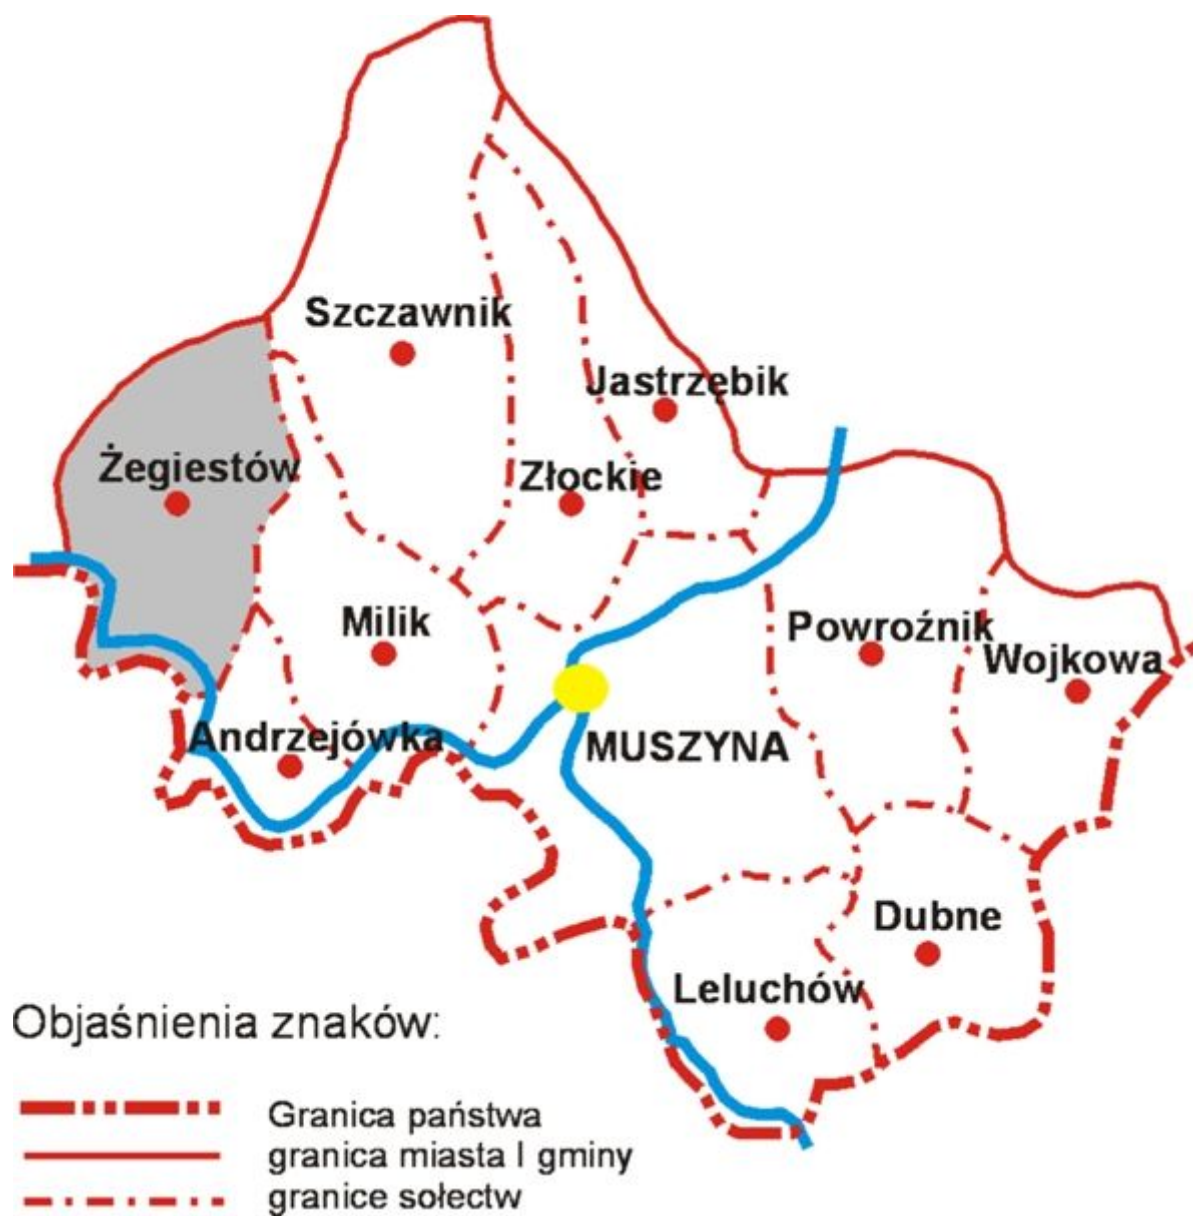 Szczawnik
Jastrzębik
Żegiestów
Złockie
Milik
Powroźnik
Wojkowa
Andrzejówka
MUSZYNA
Dubne
Leluchów
Objaśnienia znaków:
Granica państwa
granica miasta I gminy
granice sołectw